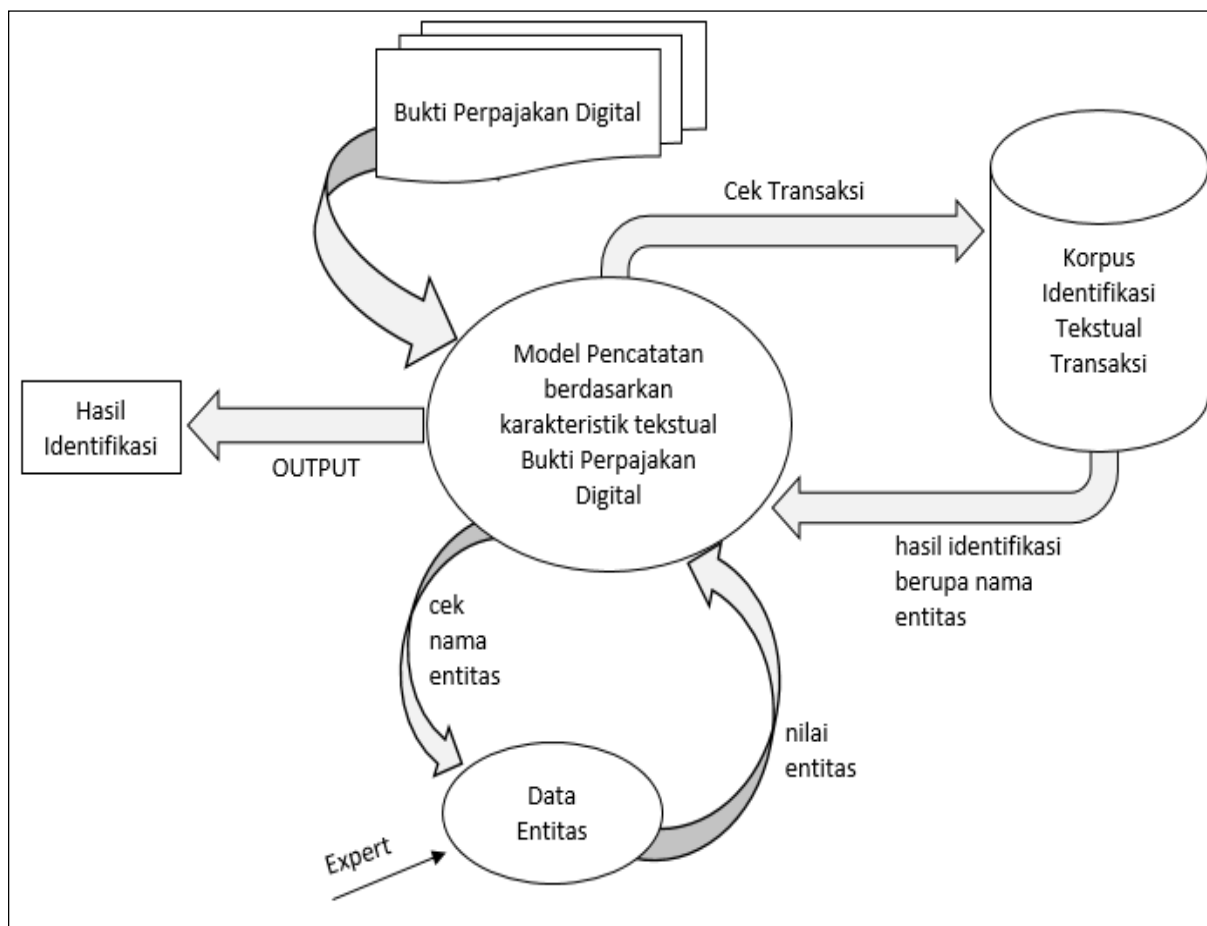 Bukti Perpajakan Digital
Cek Transaksi
Korpus
Identifikasi
Tekstual
Transaksi
Model Pencatatan
berdasarkan
karakteristik tekstual
Bukti Perpajakan
Digital
Hasil
Identifikasi
OUTPUT
hasil identifikasi
berupa nama
entitas
cek
nama
entitas
nilai
entitas
Data
Entitas
Expert